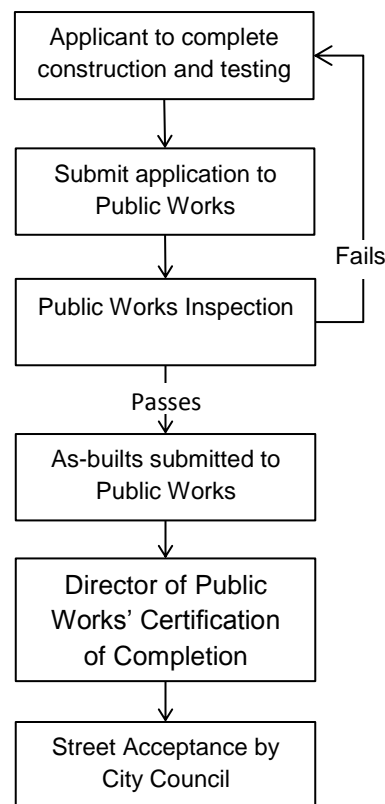 Applicant to complete
construction and testing
Submit application to
Public Works
Fails
Public Works Inspection
Passes
As-builts submitted to
Public Works
Director of Public
Works’ Certification
of Completion
Street Acceptance by
City Council